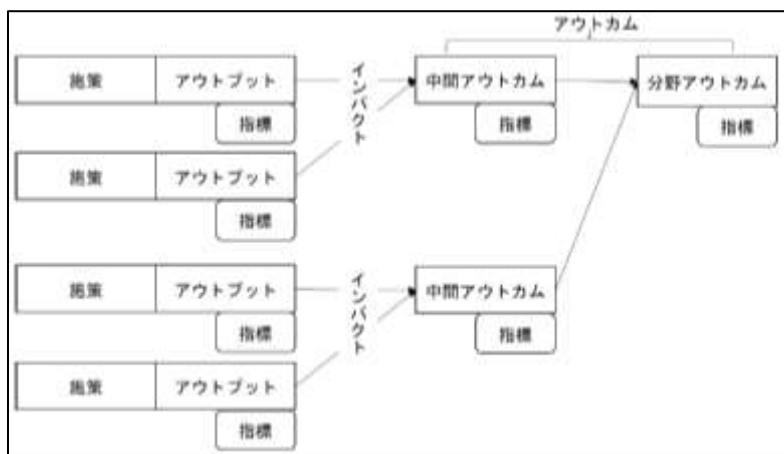 アウトカム
施策 アウトプット インパクト 中間アウトカム 分野アウトカム
指標 指標 指標
施策 アウトプット
指標
施策 アウトプット インパクト 中間アウトカム
指標 指標
施策 アウトプット
指標